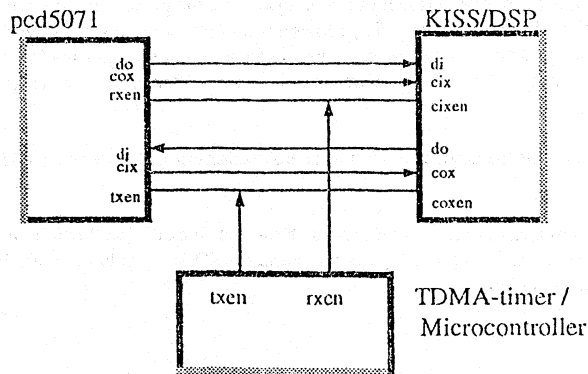 pcd5071
KISS/DSP
do
di
cox
cix
rxen
cixen
di
do
cix
cox
txen
coxen
txen
rxen
TDMA-timer /
Microcontroller